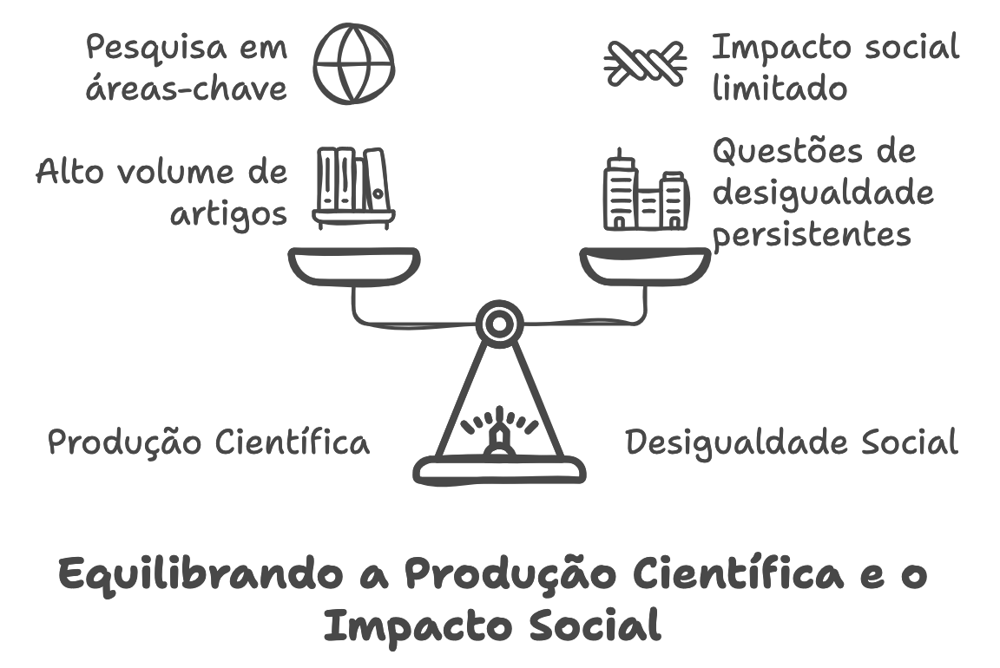 Pesquisa em
áreas-chave
Impacto social
limitado
Alto volume de
artigos
Questões de
desigualdade
persistentes
Produção Científica
Desigualdade Social
Equilibrando a Produção Científica e o
Impacto Social